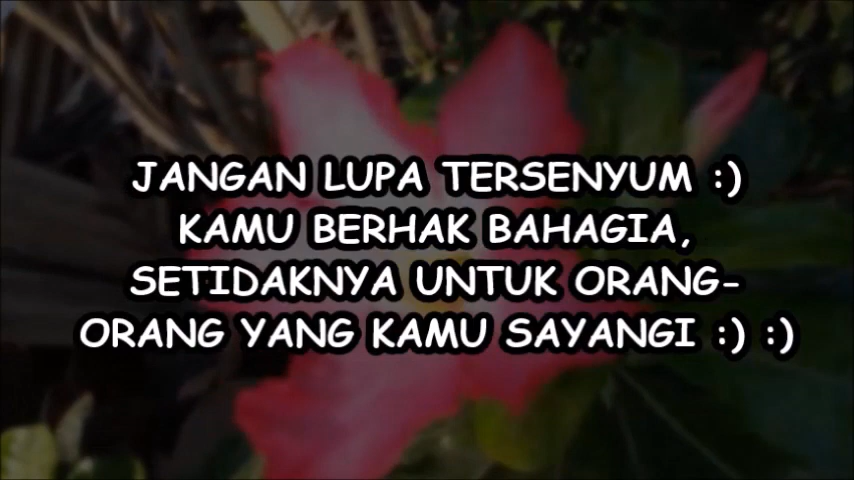 JANGAN LUPA TERSENYUM :)
KAMU BERHAK BAHAGIA,
SETIDAKNYA UNTUK ORANG-
ORANG YANG KAMU SAYANGI :) :)